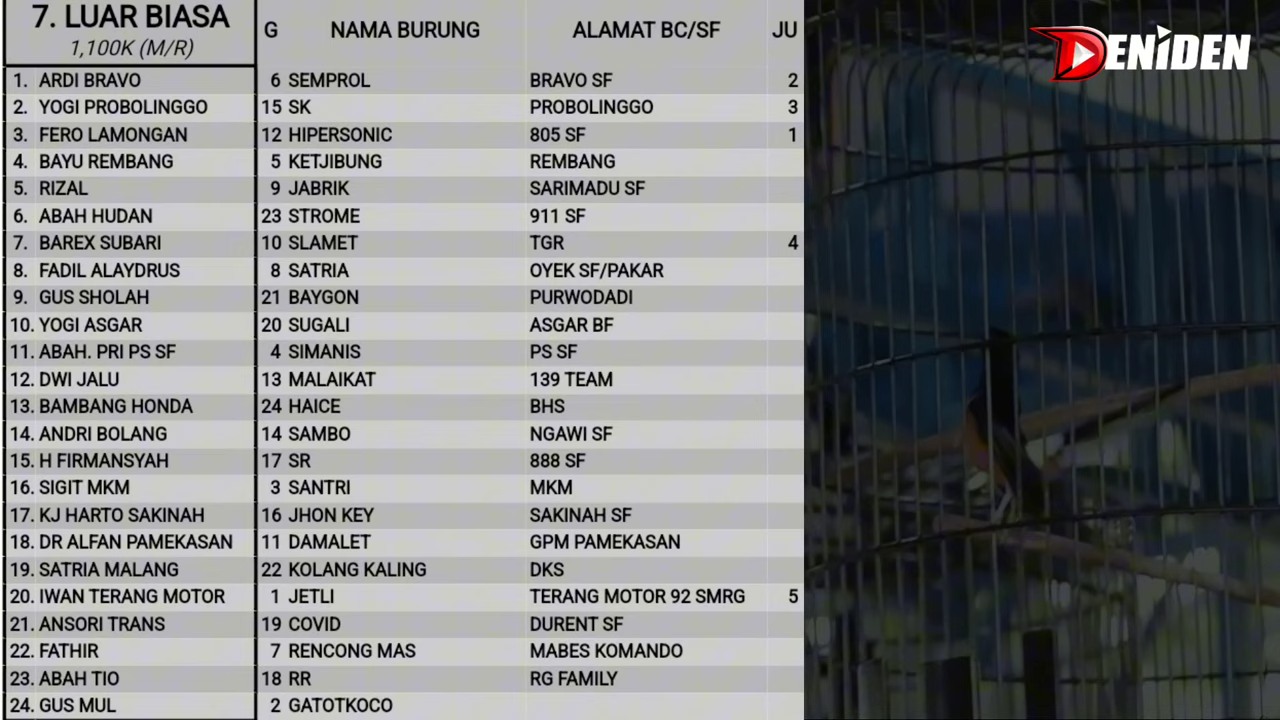 7. LUAR BIASA G NAMA BURUNG ALAMAT BC/SF JU
1,100K (M/R)
DENIDEN
1. ARDI BRAVO 6 SEMPROL BRAVO SF 2
2. YOGI PROBOLINGGO 15 SK PROBOLINGGO 3
3. FERO LAMONGAN 12 HIPERSONIC 805 SF 1
4. BAYU REMBANG 5 KETJIBUNG REMBANG
5. RIZAL 9 JABRIK SARIMADU SF
6. ABAH HUDAN 23 STROME 911 SF
7. BAREX SUBARI 10 SLAMET TGR 4
8. FADIL ALAYDRUS 8 SATRIA OYEK SF/PAKAR
9. GUS SHOLAH 21 BAYGON PURWODADI
10. YOGI ASGAR 20 SUGALI ASGAR BF
11. ABAH. PRI PS SF 4 SIMANIS PS SF
12. DWI JALU 13 MALAIKAT 139 TEAM
13. BAMBANG HONDA 24 HAICE BHS
14. ANDRI BOLANG 14 SAMBO NGAWI SF
15. H FIRMANSYAH 17 SR 888 SF
16. SIGIT MKM 3 SANTRI MKM
17. KJ HARTO SAKINAH 16 JHON KEY SAKINAH SF
18. DR ALFAN PAMEKASAN 11 DAMALET GPM PAMEKASAN
19. SATRIA MALANG 22 KOLANG KALING DKS
20. IWAN TERANG MOTOR 1 JETLI TERANG MOTOR 92 SMRG 5
21. ANSORI TRANS 19 COVID DURENT SF
22. FATHIR 7 RENCONG MAS MABES KOMANDO
23. ABAH TIO 18 RR RG FAMILY
24. GUS MUL 2 GATOTKOCO